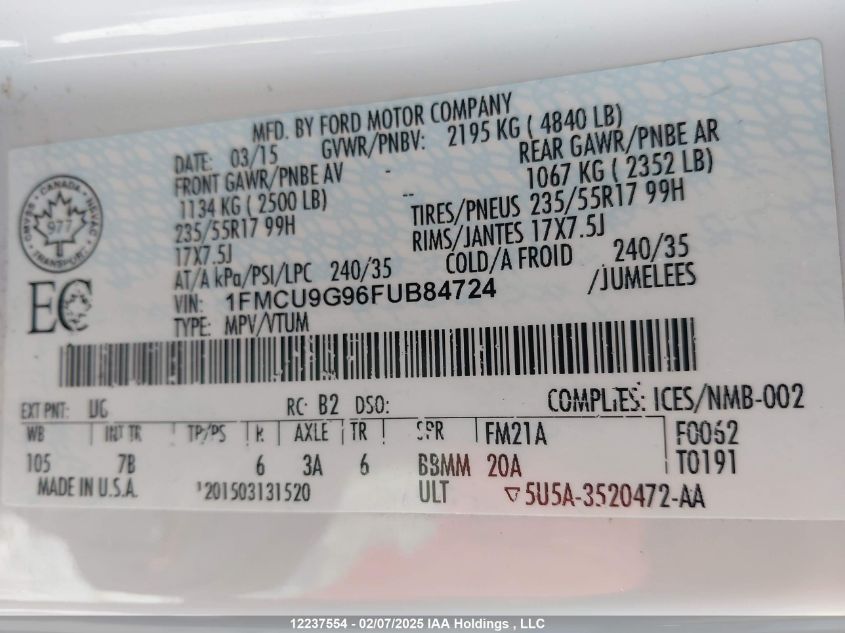 MFD. BY FORD MOTOR COMPANY
DATE: 03/15 GVWR/PNBV: 2195 KG ( 4840 LB)
FRONT GAWR/PNBE AV REAR GAWR/PNBE AR
1134 KG ( 2500 LB) -- 1067 KG ( 2352 LB)
235/55R17 99H TIRES/PNEUS 235/55R17 99H
17X7.5J RIMS/JANTES 17X7.5J
AT/A kPa/PSI/LPC 240/35 COLD/A FROID 240/35
VIN: 1FMCU9G96FUB84724 /JUMELEES
TYPE: MPV/VTUM
CANADA
977
TRANSPORT
EC
EXT PNT: UG RC: B2 DSO: COMPLIES: ICES/NMB-002
WB INT TR TP/PS R AXLE TR SPR FM21A F0062
105 7B 6 3A 6 BBMM 20A T0191
MADE IN U.S.A. 201503131520 ULT 5U5A-3520472-AA
12237554 - 02/07/2025 IAA Holdings , LLC